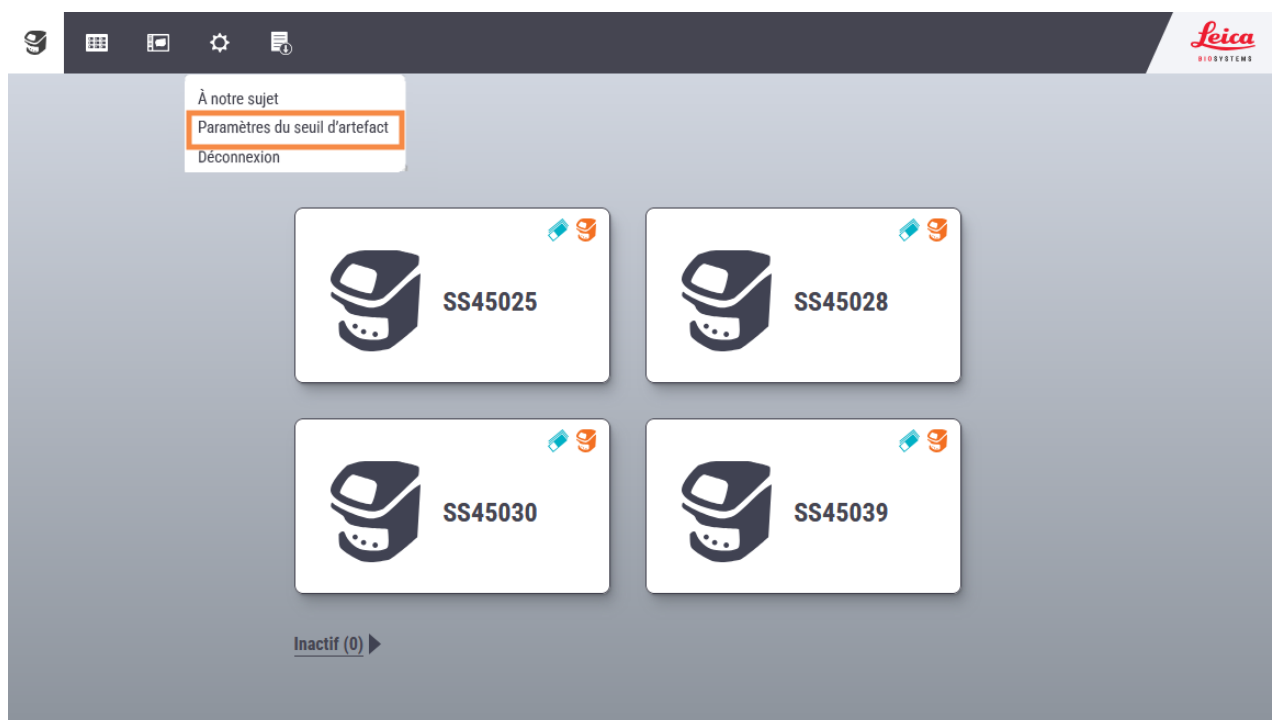 Leica
BIOSYSTEMS
À notre sujet
Paramètres du seuil d'artefact
Déconnexion
SS45025
SS45028
SS45030
SS45039
Inactif (0)